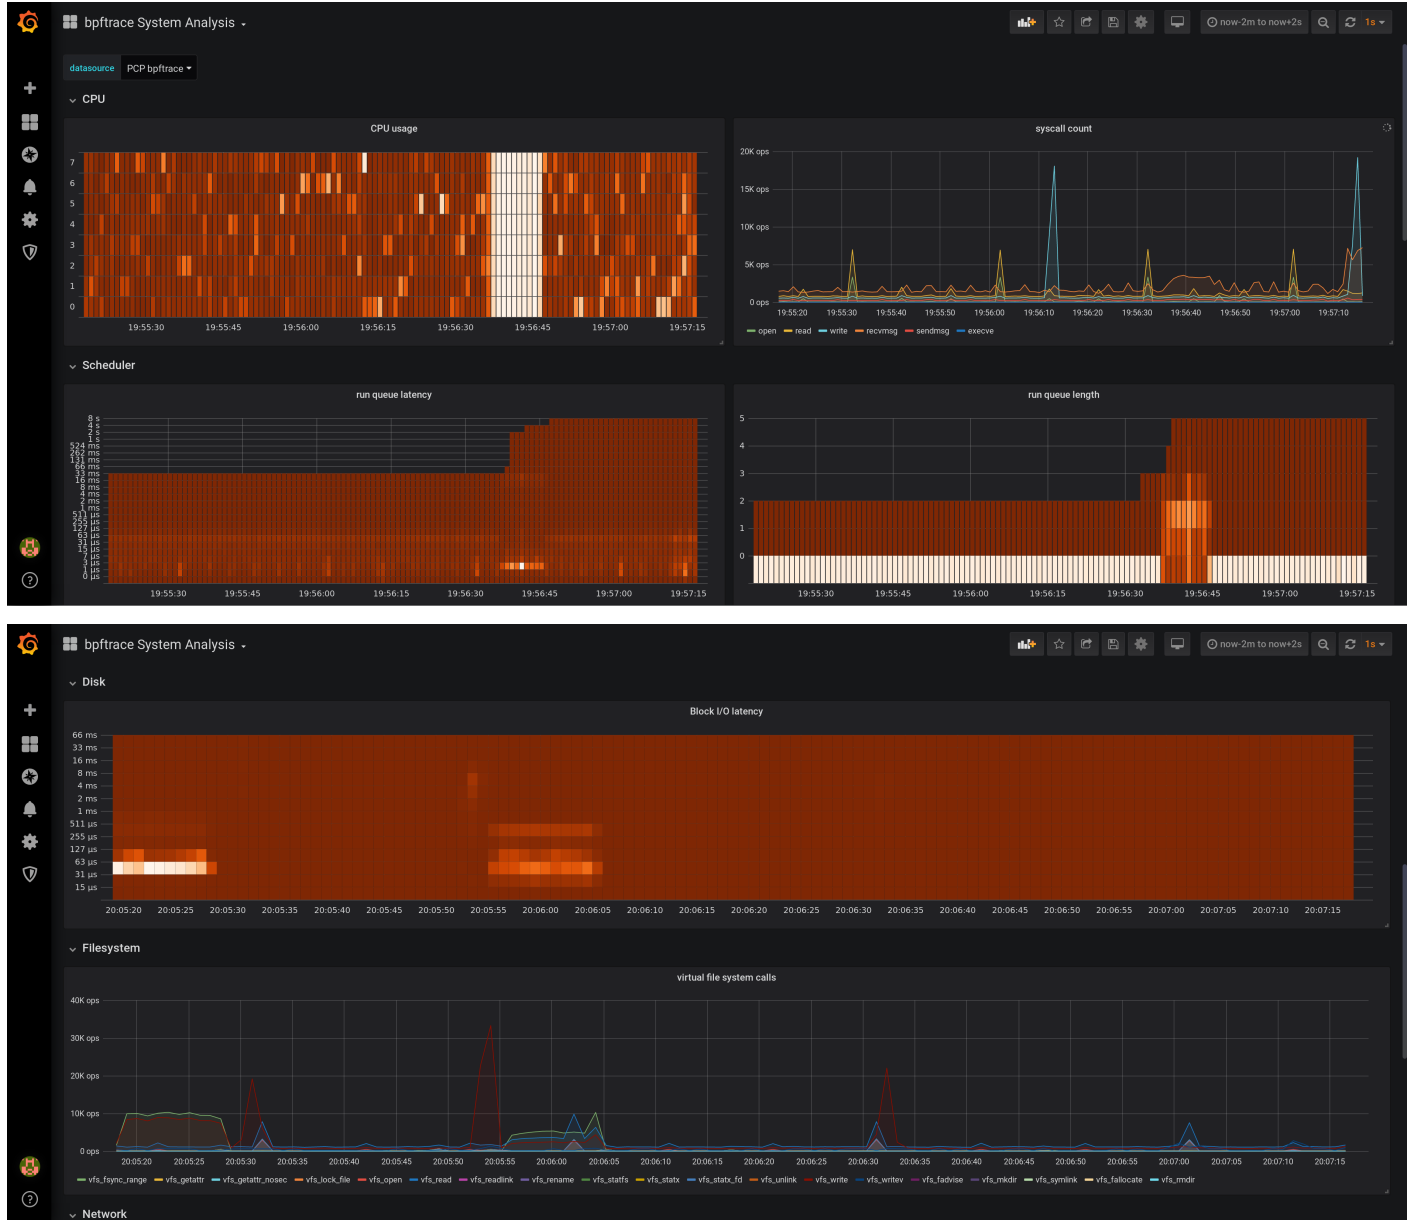 bpftrace System Analysis
now-2m to now+2s
1s
datasource PCP bpftrace
CPU
CPU usage
7
6
5
4
3
2
1
0
19:55:30 19:55:45 19:56:00 19:56:15 19:56:30 19:56:45 19:57:00 19:57:15
syscall count
20K ops
15K ops
10K ops
5K ops
0 ops
19:55:20 19:55:30 19:55:40 19:55:50 19:56:00 19:56:10 19:56:20 19:56:30 19:56:40 19:56:50 19:57:00 19:57:10
open read write recvmsg sendmsg execve
Scheduler
run queue latency
8 s
4 s
2 s
1 s
524 ms
262 ms
131 ms
66 ms
33 ms
16 ms
8 ms
4 ms
2 ms
1 ms
511 µs
255 µs
127 µs
63 µs
31 µs
15 µs
7 µs
3 µs
1 µs
0 µs
19:55:30 19:55:45 19:56:00 19:56:15 19:56:30 19:56:45 19:57:00 19:57:15
run queue length
5
4
3
2
1
0
19:55:30 19:55:45 19:56:00 19:56:15 19:56:30 19:56:45 19:57:00 19:57:15
bpftrace System Analysis
now-2m to now+2s
1s
Disk
Block I/O latency
66 ms
33 ms
16 ms
8 ms
4 ms
2 ms
1 ms
511 µs
255 µs
127 µs
63 µs
31 µs
15 µs
20:05:20 20:05:25 20:05:30 20:05:35 20:05:40 20:05:45 20:05:50 20:05:55 20:06:00 20:06:05 20:06:10 20:06:15 20:06:20 20:06:25 20:06:30 20:06:35 20:06:40 20:06:45 20:06:50 20:06:55 20:07:00 20:07:05 20:07:10 20:07:15
Filesystem
virtual file system calls
40K ops
30K ops
20K ops
10K ops
0 ops
20:05:20 20:05:25 20:05:30 20:05:35 20:05:40 20:05:45 20:05:50 20:05:55 20:06:00 20:06:05 20:06:10 20:06:15 20:06:20 20:06:25 20:06:30 20:06:35 20:06:40 20:06:45 20:06:50 20:06:55 20:07:00 20:07:05 20:07:10 20:07:15
vfs_fsync_range vfs_getattr vfs_getattr_nosec vfs_lock_file vfs_open vfs_read vfs_readlink vfs_rename vfs_statfs vfs_statx vfs_statx_fd vfs_unlink vfs_write vfs_writev vfs_fadvise vfs_mkdir vfs_symlink vfs_fallocate vfs_rmdir
Network